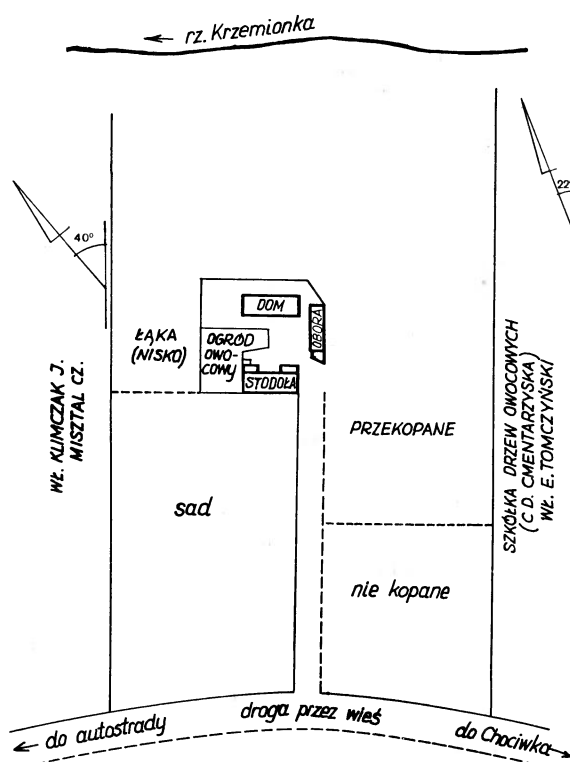 ← rz. Krzemionka
40°
22
DOM
OBORA
ŁĄKA
(NISKO)
OGRÓD
OWO-
COWY
STODOŁA
WŁ. KLIMCZAK J.
MISZTAL CZ.
PRZEKOPANE
SZKÓŁKA DRZEW OWOCOWYCH
(C D. CMENTARZYSKA)
WŁ. E. TOMCZYŃSKI
sad
nie kopane
← do autostrady
droga przez wieś
do Chociwka →